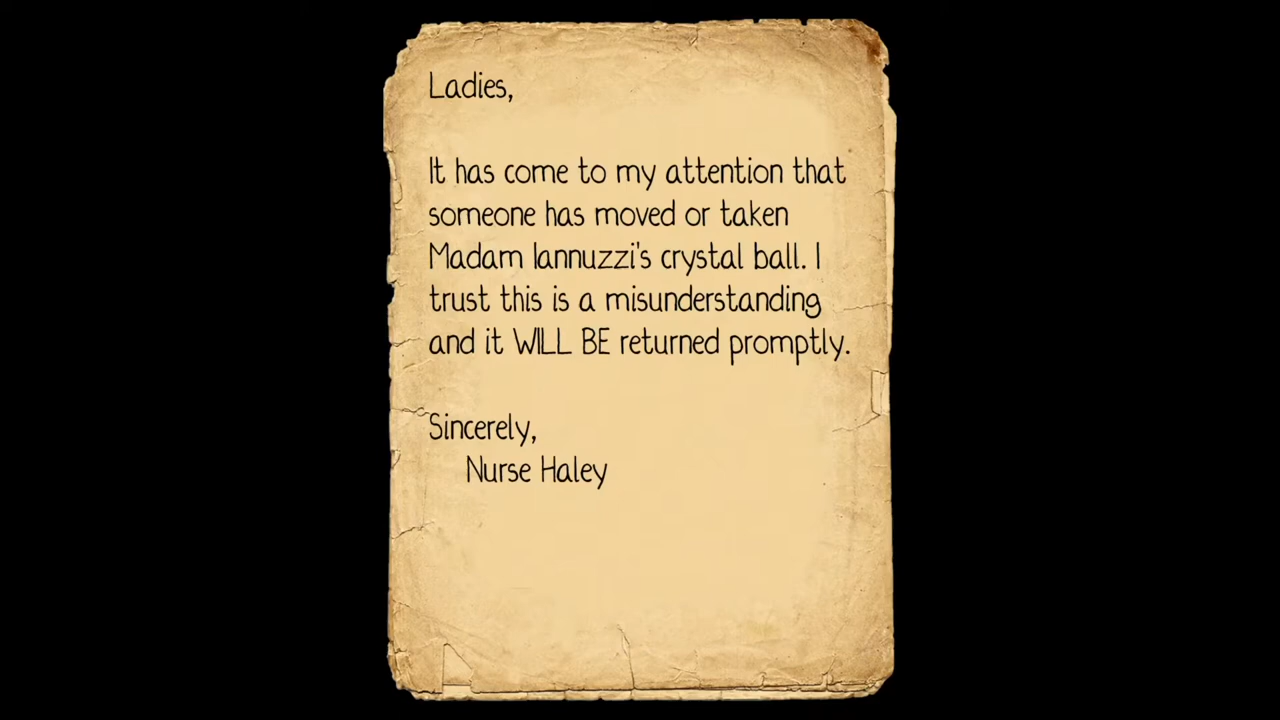 Ladies,
It has come to my attention that
someone has moved or taken
Madam Iannuzzi's crystal ball. I
trust this is a misunderstanding
and it WILL BE returned promptly.
Sincerely,
Nurse Haley